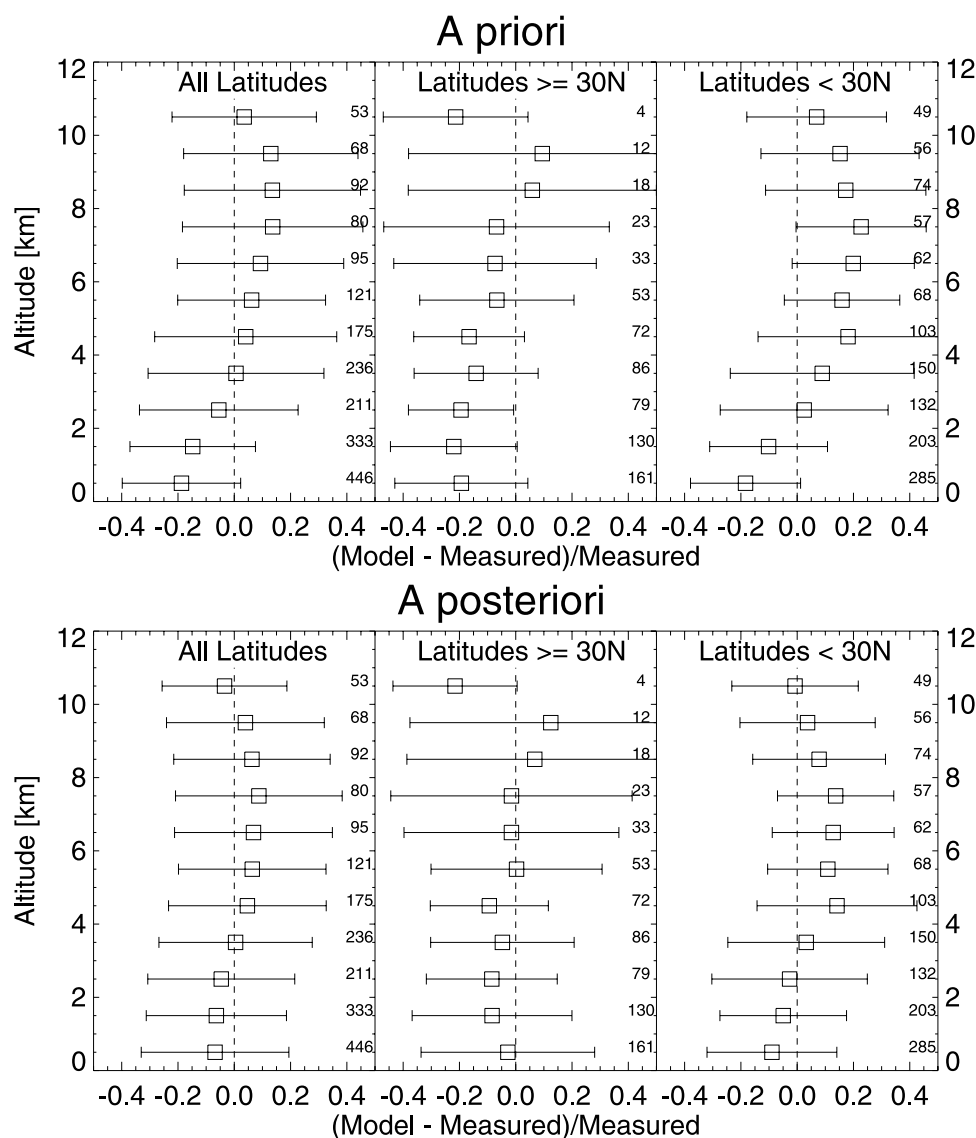 A priori
All Latitudes Latitudes >= 30N Latitudes < 30N
12 12
53 4 49
10 10
68 12 56
92 18 74
8 8
80 23 57
95 33 62
6 6
121 53 68
175 72 103
4 4
236 86 150
211 79 132
2 2
333 130 203
446 161 285
0 0
Altitude [km]
-0.4 -0.2 0.0 0.2 0.4 -0.4 -0.2 0.0 0.2 0.4 -0.4 -0.2 0.0 0.2 0.4
(Model - Measured)/Measured
A posteriori
All Latitudes Latitudes >= 30N Latitudes < 30N
12 12
53 4 49
10 10
68 12 56
92 18 74
8 8
80 23 57
95 33 62
6 6
121 53 68
175 72 103
4 4
236 86 150
211 79 132
2 2
333 130 203
446 161 285
0 0
Altitude [km]
-0.4 -0.2 0.0 0.2 0.4 -0.4 -0.2 0.0 0.2 0.4 -0.4 -0.2 0.0 0.2 0.4
(Model - Measured)/Measured